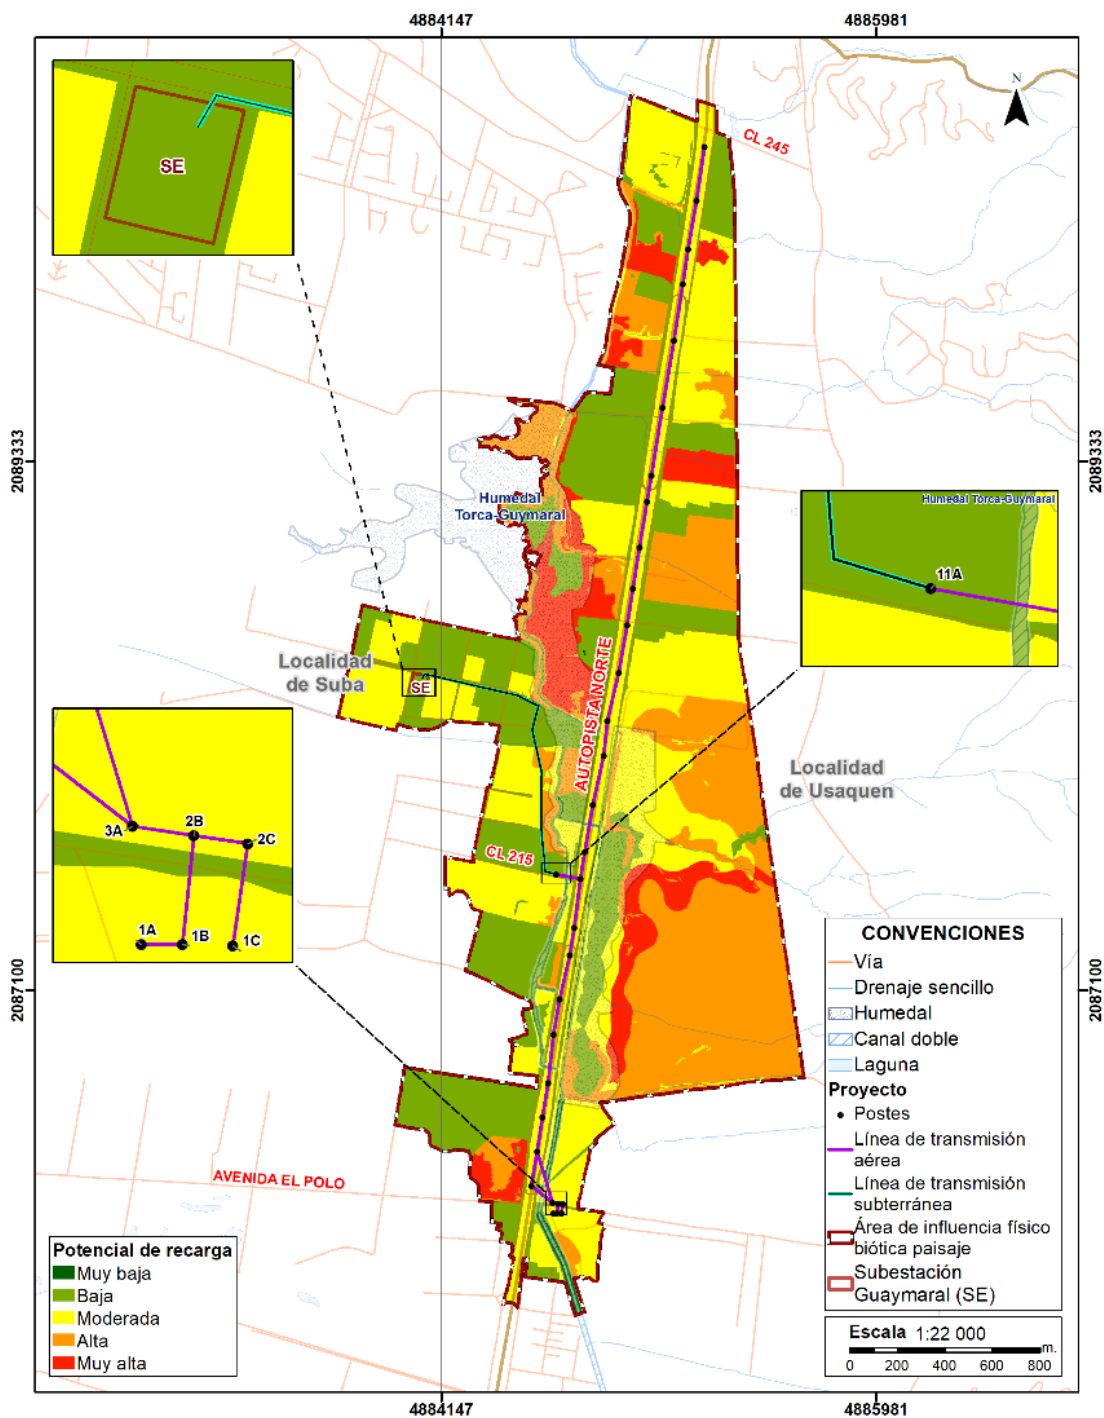 4884147
4885981
N
CL 245
SE
2089333
2089333
Humedal
Torca-Guymaral
Humedal Torca-Guymaral
11A
AUTOPISTA NORTE
Localidad
de Suba
SE
Localidad
de Usaquen
3A
2B
2C
1A
1B
1C
CL 215
2087100
2087100
AVENIDA EL POLO
CONVENCIONES
Vía
Drenaje sencillo
Humedal
Canal doble
Laguna
Proyecto
Postes
Línea de transmisión
aérea
Línea de transmisión
subterránea
Área de influencia físico
biótica paisaje
Subestación
Guaymaral (SE)
Potencial de recarga
Muy baja
Baja
Moderada
Alta
Muy alta
Escala 1:22 000
m.
0 200 400 600 800
4884147
4885981